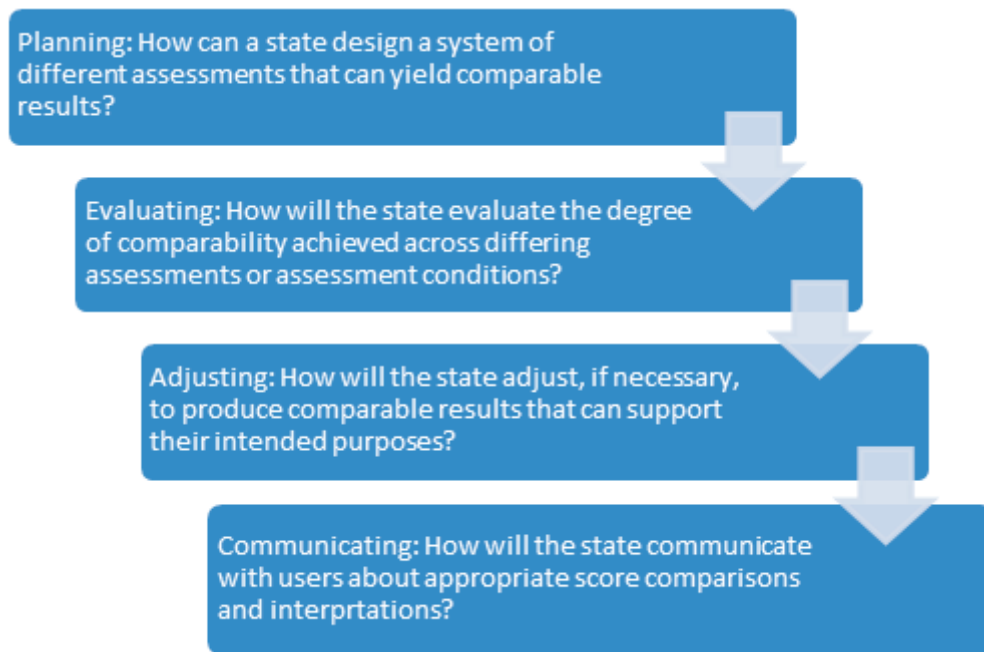 Planning: How can a state design a system of
different assessments that can yield comparable
results?
Evaluating: How will the state evaluate the degree
of comparability achieved across differing
assessments or assessment conditions?
Adjusting: How will the state adjust, if necessary,
to produce comparable results that can support
their intended purposes?
Communicating: How will the state communicate
with users about appropriate score comparisons
and interprtations?